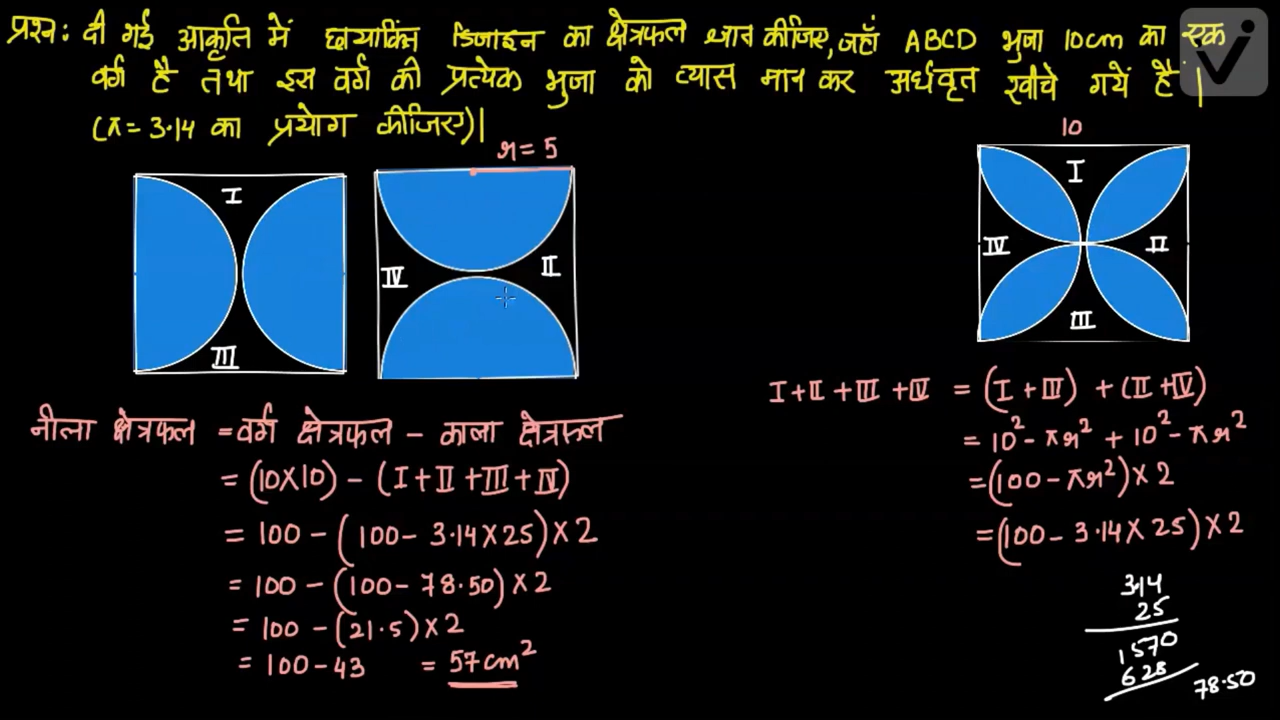 प्रश्न: दी गई आकृति में छायाकिंत डिजाइन का क्षेत्रफल ज्ञात कीजिए, जहाँ ABCD भुजा 10cm का एक
वर्ग है तथा इस वर्ग की प्रत्येक भुजा को व्यास मान कर अर्धवृत खींचे गयें है |
(π = 3.14 का प्रयोग कीजिए)|
r = 5
10
I
III
IV
II
I
IV
II
III
I + II + III + IV = (I + III) + (II + IV)
= 10² - πr² + 10² - πr²
= (100 - πr²) × 2
= (100 - 3.14 × 25) × 2
नीला क्षेत्रफल = वर्ग क्षेत्रफल - काला क्षेत्रफल
= (10×10) - (I + II + III + IV)
= 100 - (100 - 3.14 × 25) × 2
= 100 - (100 - 78.50) × 2
= 100 - (21.5) × 2
= 100 - 43 = 57 cm²
3.14
25
1570
628
78.50